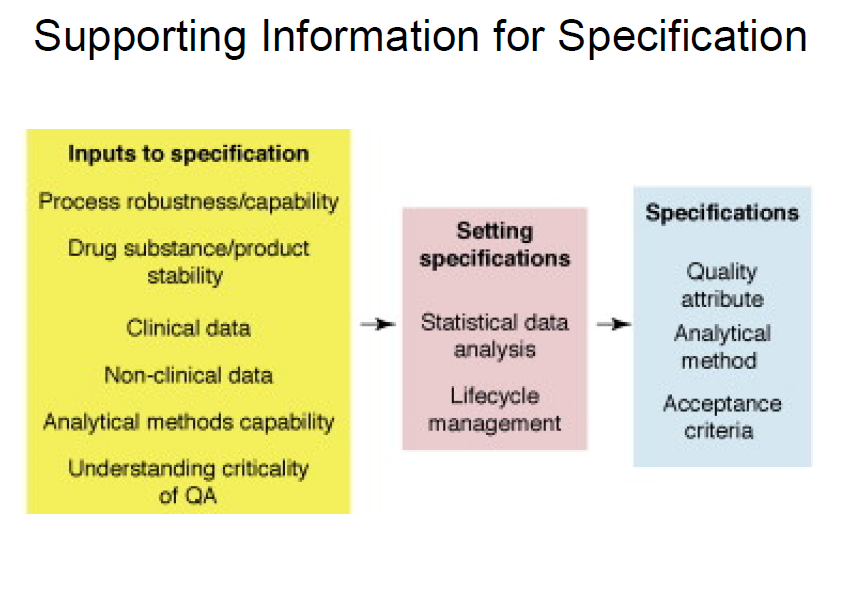 Supporting Information for Specification
Inputs to specification
Process robustness/capability
Drug substance/product
stability
Clinical data
Non-clinical data
Analytical methods capability
Understanding criticality
of QA
Setting
specifications
Statistical data
analysis
Lifecycle
management
Specifications
Quality
attribute
Analytical
method
Acceptance
criteria